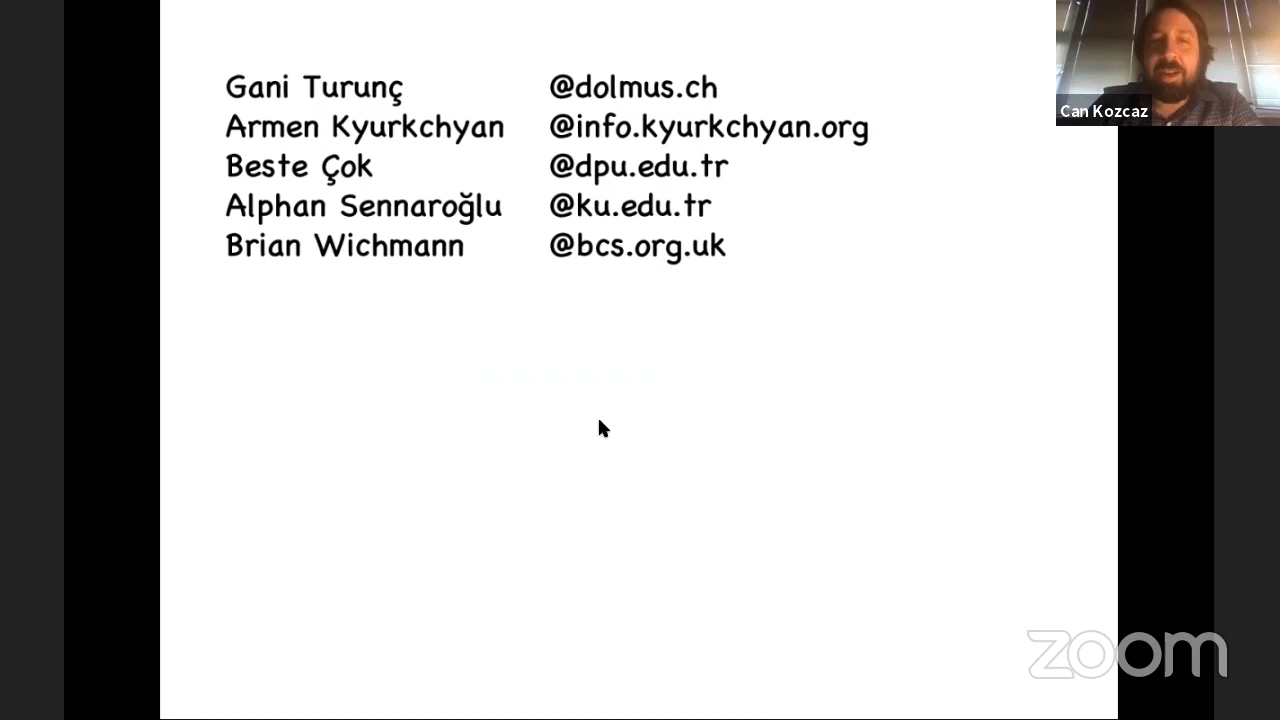 Gani Turunç @dolmus.ch
Armen Kyurkchyan @info.kyurkchyan.org
Beste Çok @dpu.edu.tr
Alphan Sennaroğlu @ku.edu.tr
Brian Wichmann @bcs.org.uk
Can Kozcaz
zoom